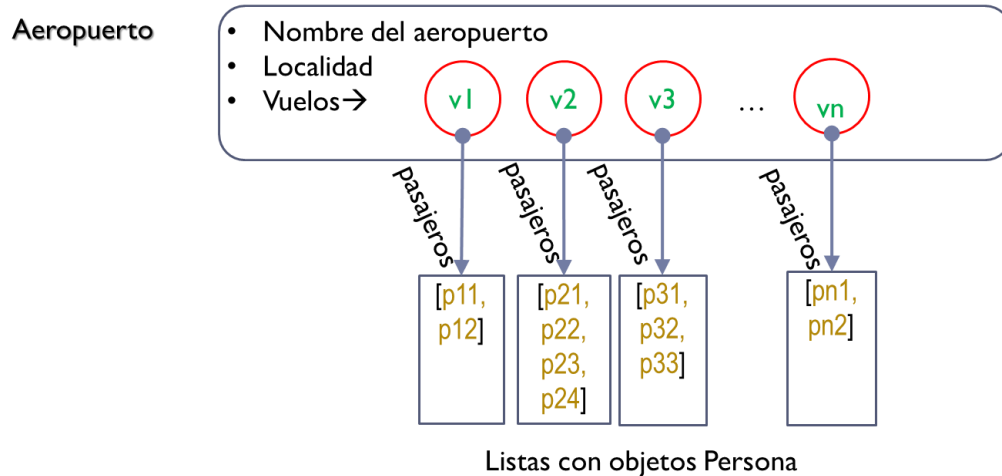 Aeropuerto
• Nombre del aeropuerto
• Localidad
• Vuelos→
v1 v2 v3 ... vn
pasajeros pasajeros pasajeros pasajeros
[p11, [p21, [p31, [pn1,
p12] p22, p32, pn2]
p23, p33]
p24]
Listas con objetos Persona